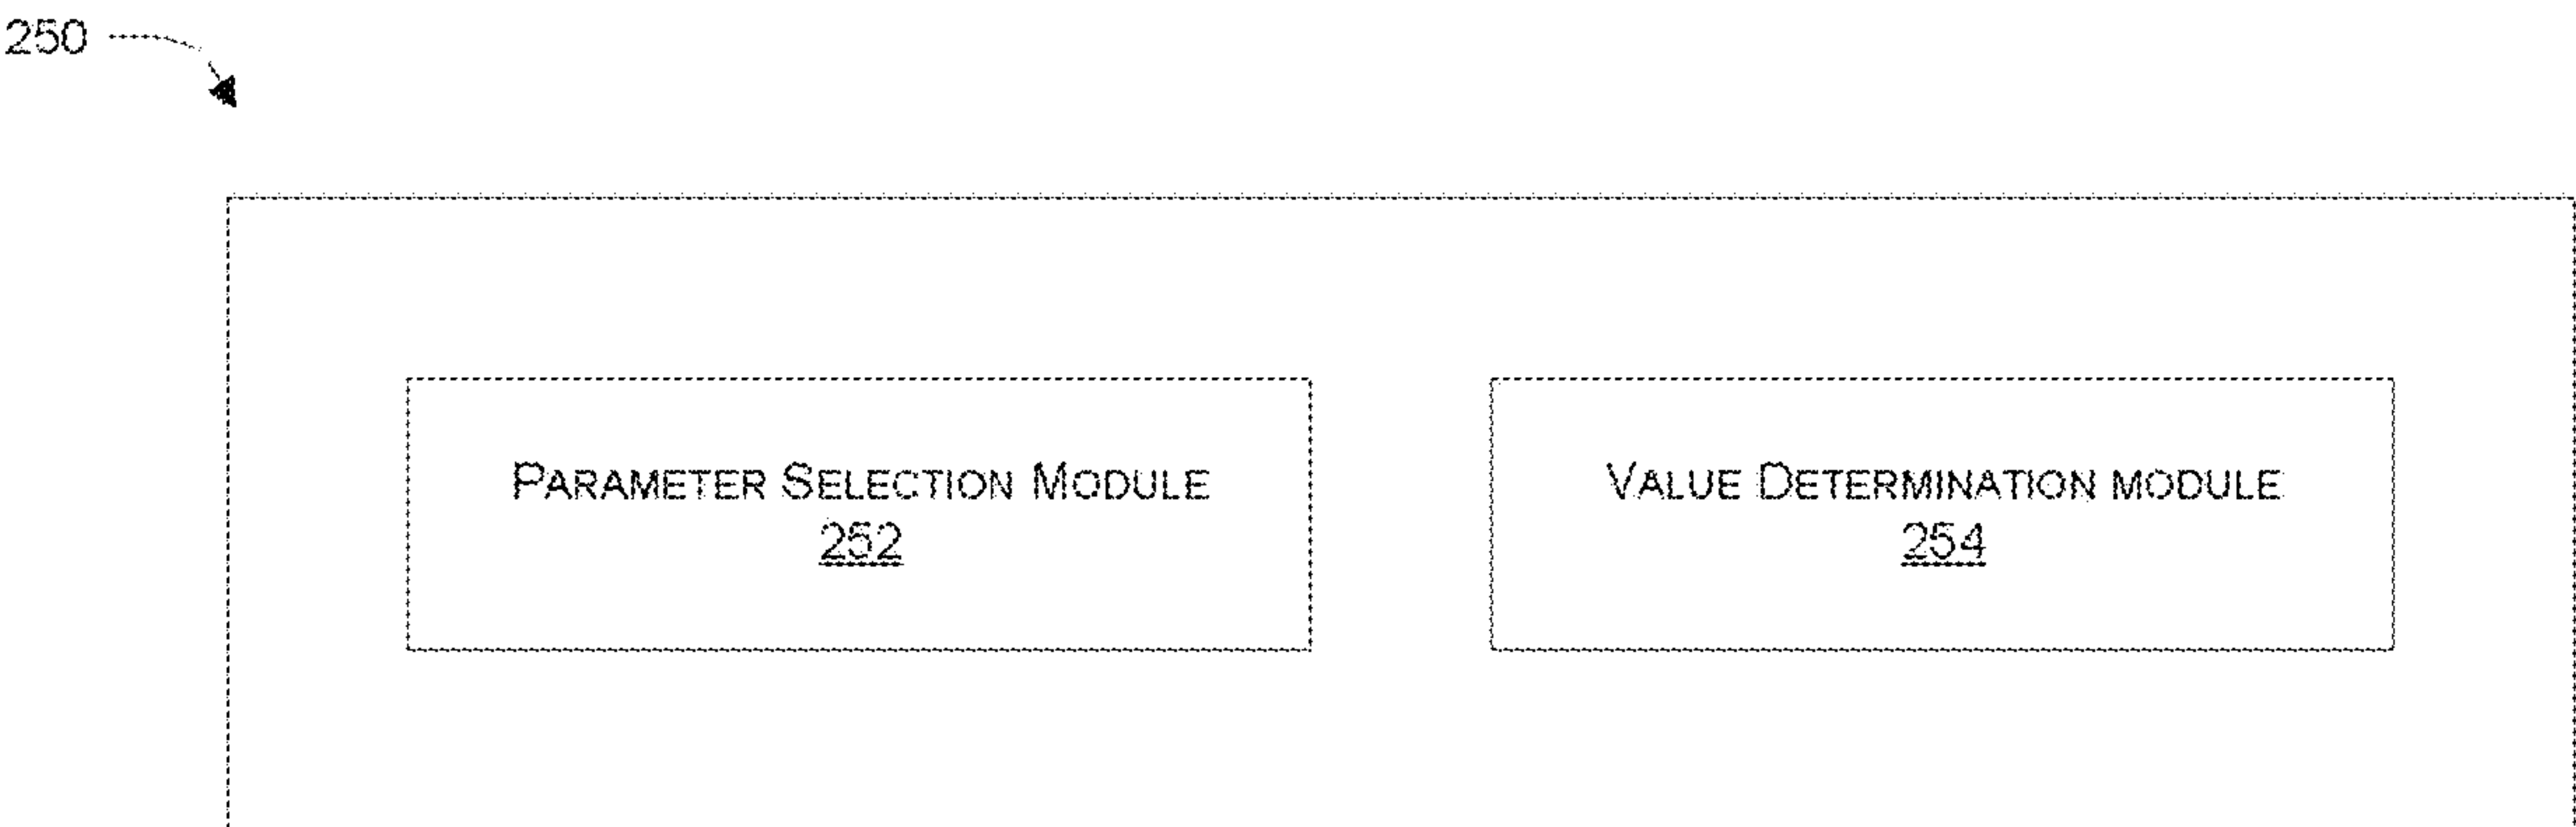 250
PARAMETER SELECTION MODULE
252
VALUE DETERMINATION MODULE
254